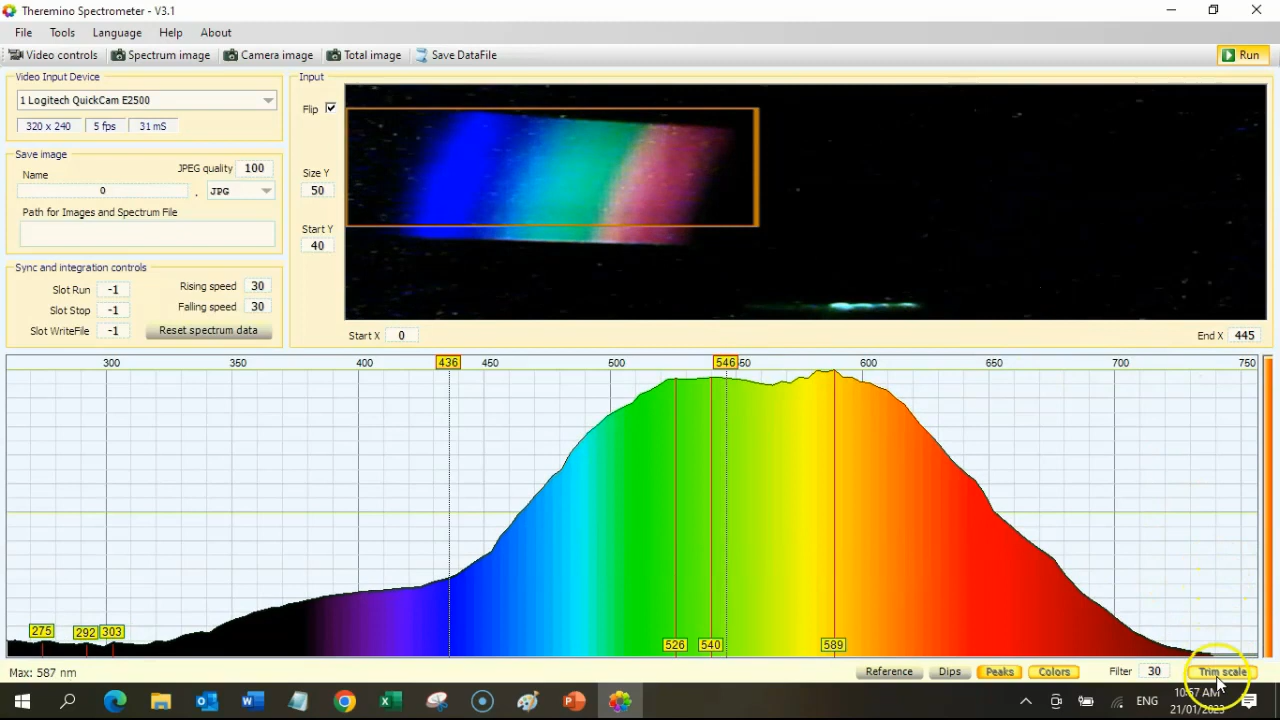 Theremino Spectrometer - V3.1
File Tools Language Help About
Video controls Spectrum image Camera image Total image Save DataFile Run
Video Input Device
1 Logitech QuickCam E2500
320 x 240 5 fps 31 mS
Save image
Name JPEG quality 100
0 . JPG
Path for Images and Spectrum File
Sync and integration controls
Slot Run -1 Rising speed 30
Slot Stop -1 Falling speed 30
Slot WriteFile -1 Reset spectrum data
Input
Flip
Size Y
50
Start Y
40
Start X 0 End X 445
300 350 400 436 450 500 546 50 600 650 700 750
275 292 303 526 540 589
Max: 587 nm Reference Dips Peaks Colors Filter 30 Trim scale
ENG 10:57 AM
21/01/2023